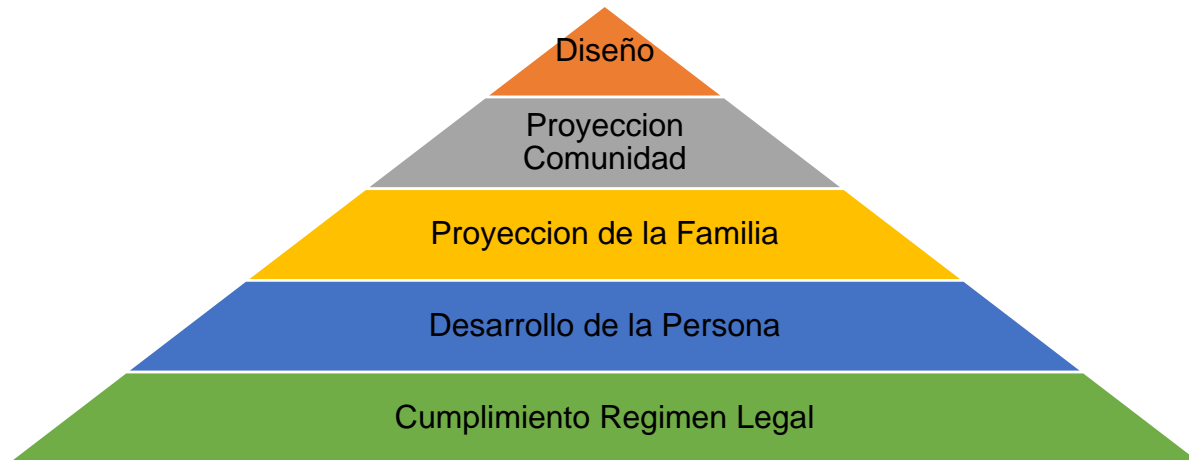 Diseño
Proyeccion
Comunidad
Proyeccion de la Familia
Desarrollo de la Persona
Cumplimiento Regimen Legal